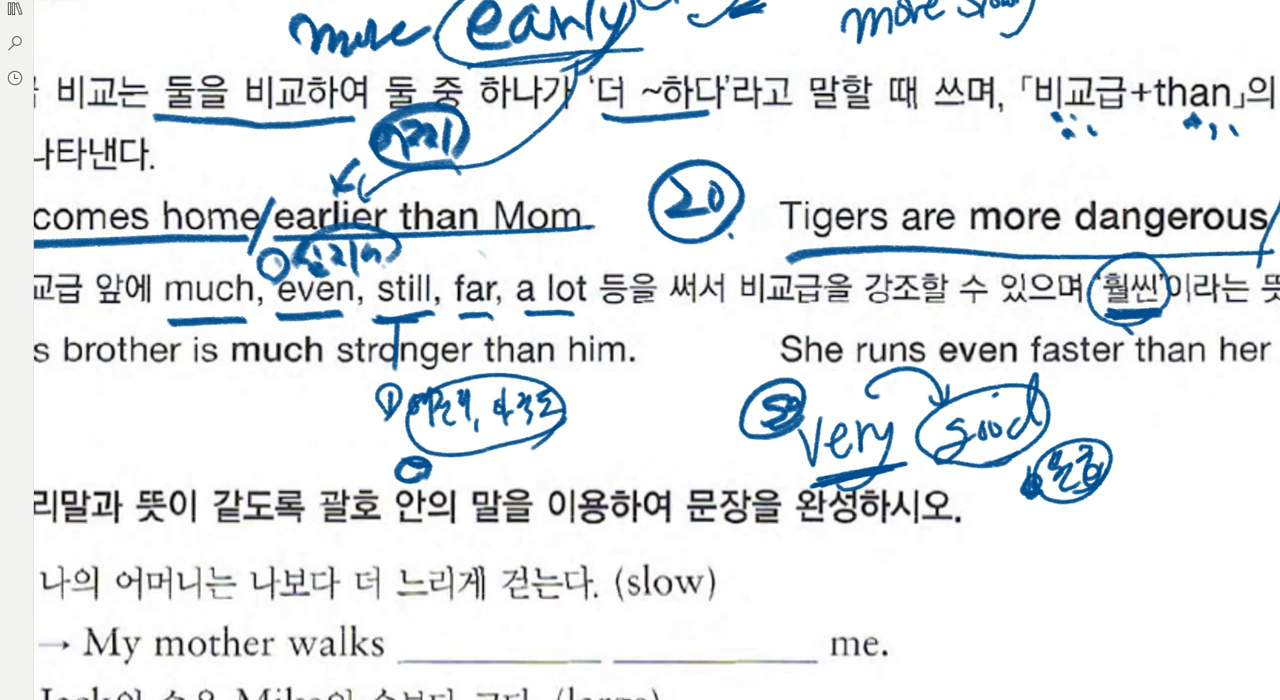 more early more slow
비교는 둘을 비교하여 둘 중 하나가 '더 ~하다'라고 말할 때 쓰며, 「비교급+than」의
나타낸다.
comes home/earlier than Mom 20 Tigers are more dangerous/
교급 앞에 much, even, still, far, a lot 등을 써서 비교급을 강조할 수 있으며 '훨씬'이라는 뜻
s brother is much stronger than him. She runs even faster than her
① very good
리말과 뜻이 같도록 괄호 안의 말을 이용하여 문장을 완성하시오.
나의 어머니는 나보다 더 느리게 걷는다. (slow)
→ My mother walks ____________ ____________ me.